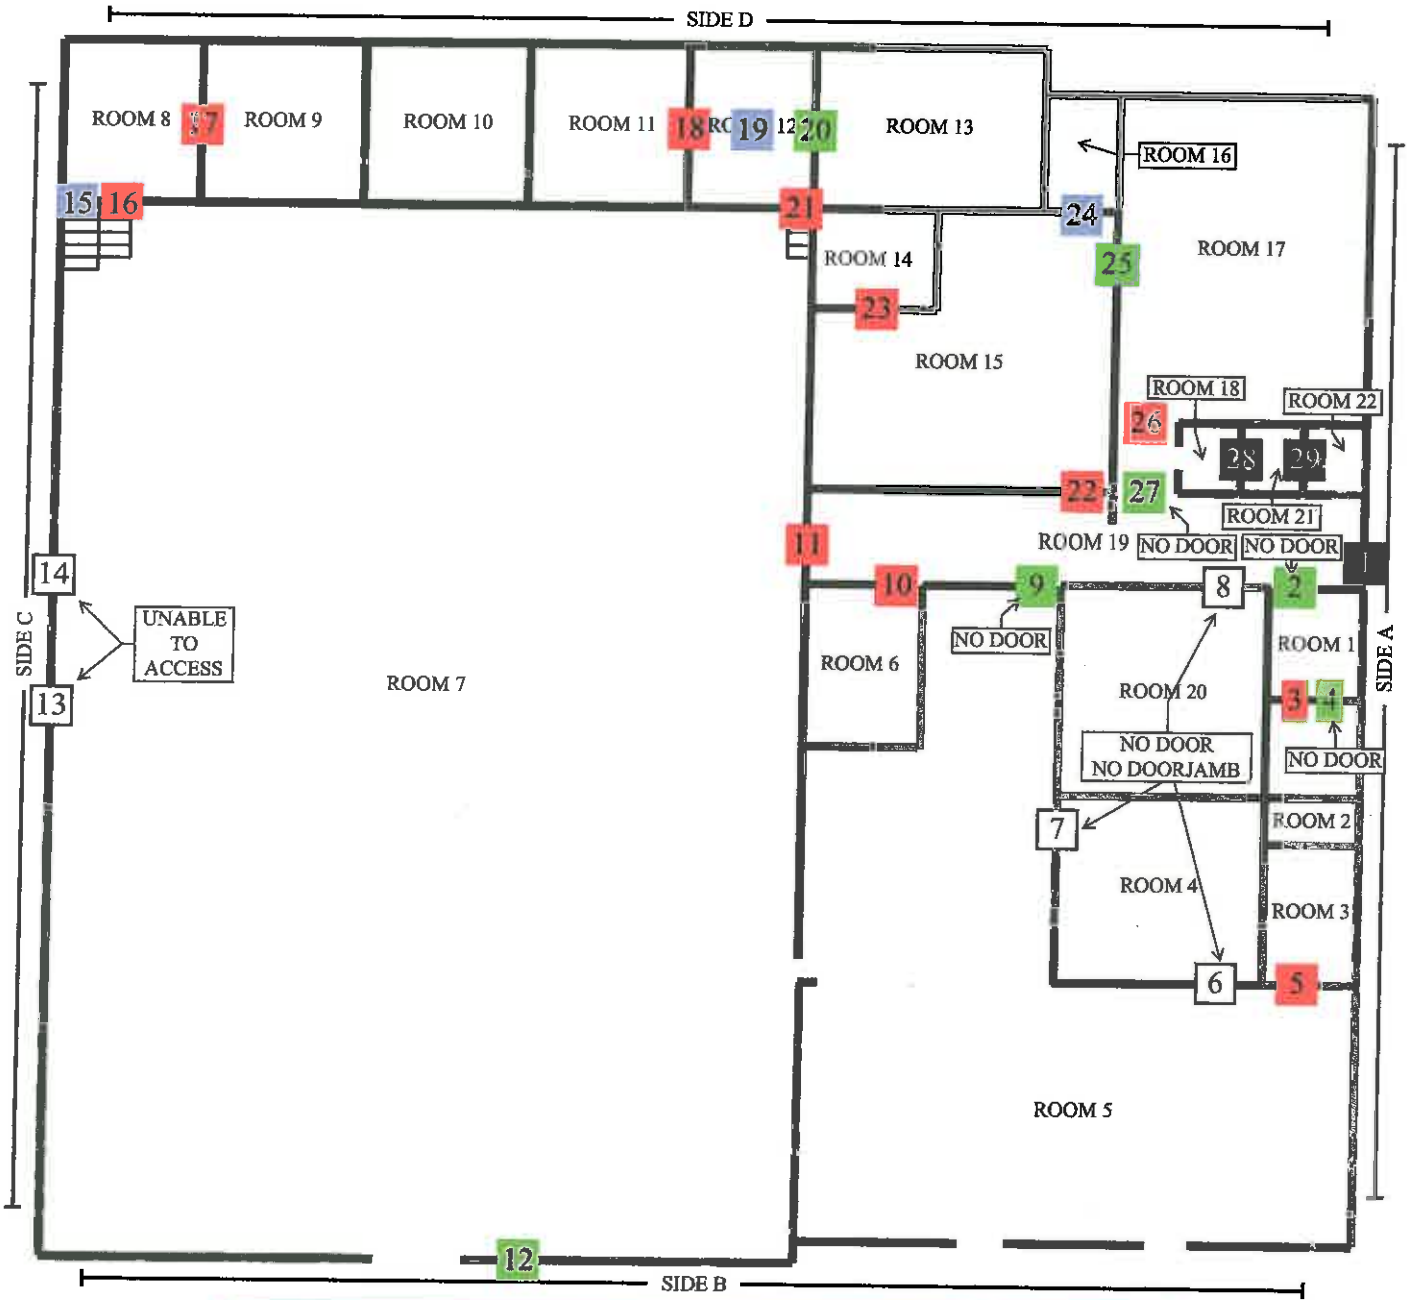 SIDE D
ROOM 8
17
ROOM 9
ROOM 10
ROOM 11
18
19
12
20
ROOM 13
ROOM 16
15
16
21
24
ROOM 14
25
ROOM 17
23
ROOM 15
ROOM 18
ROOM 22
26
28
29
22
27
ROOM 21
11
ROOM 19
NO DOOR
NO DOOR
14
10
9
8
2
UNABLE
TO
ACCESS
SIDE C
NO DOOR
ROOM 1
SIDE A
ROOM 6
ROOM 7
13
ROOM 20
3
4
NO DOOR
NO DOORJAMB
NO DOOR
7
ROOM 2
ROOM 4
ROOM 3
6
5
ROOM 5
12
SIDE B